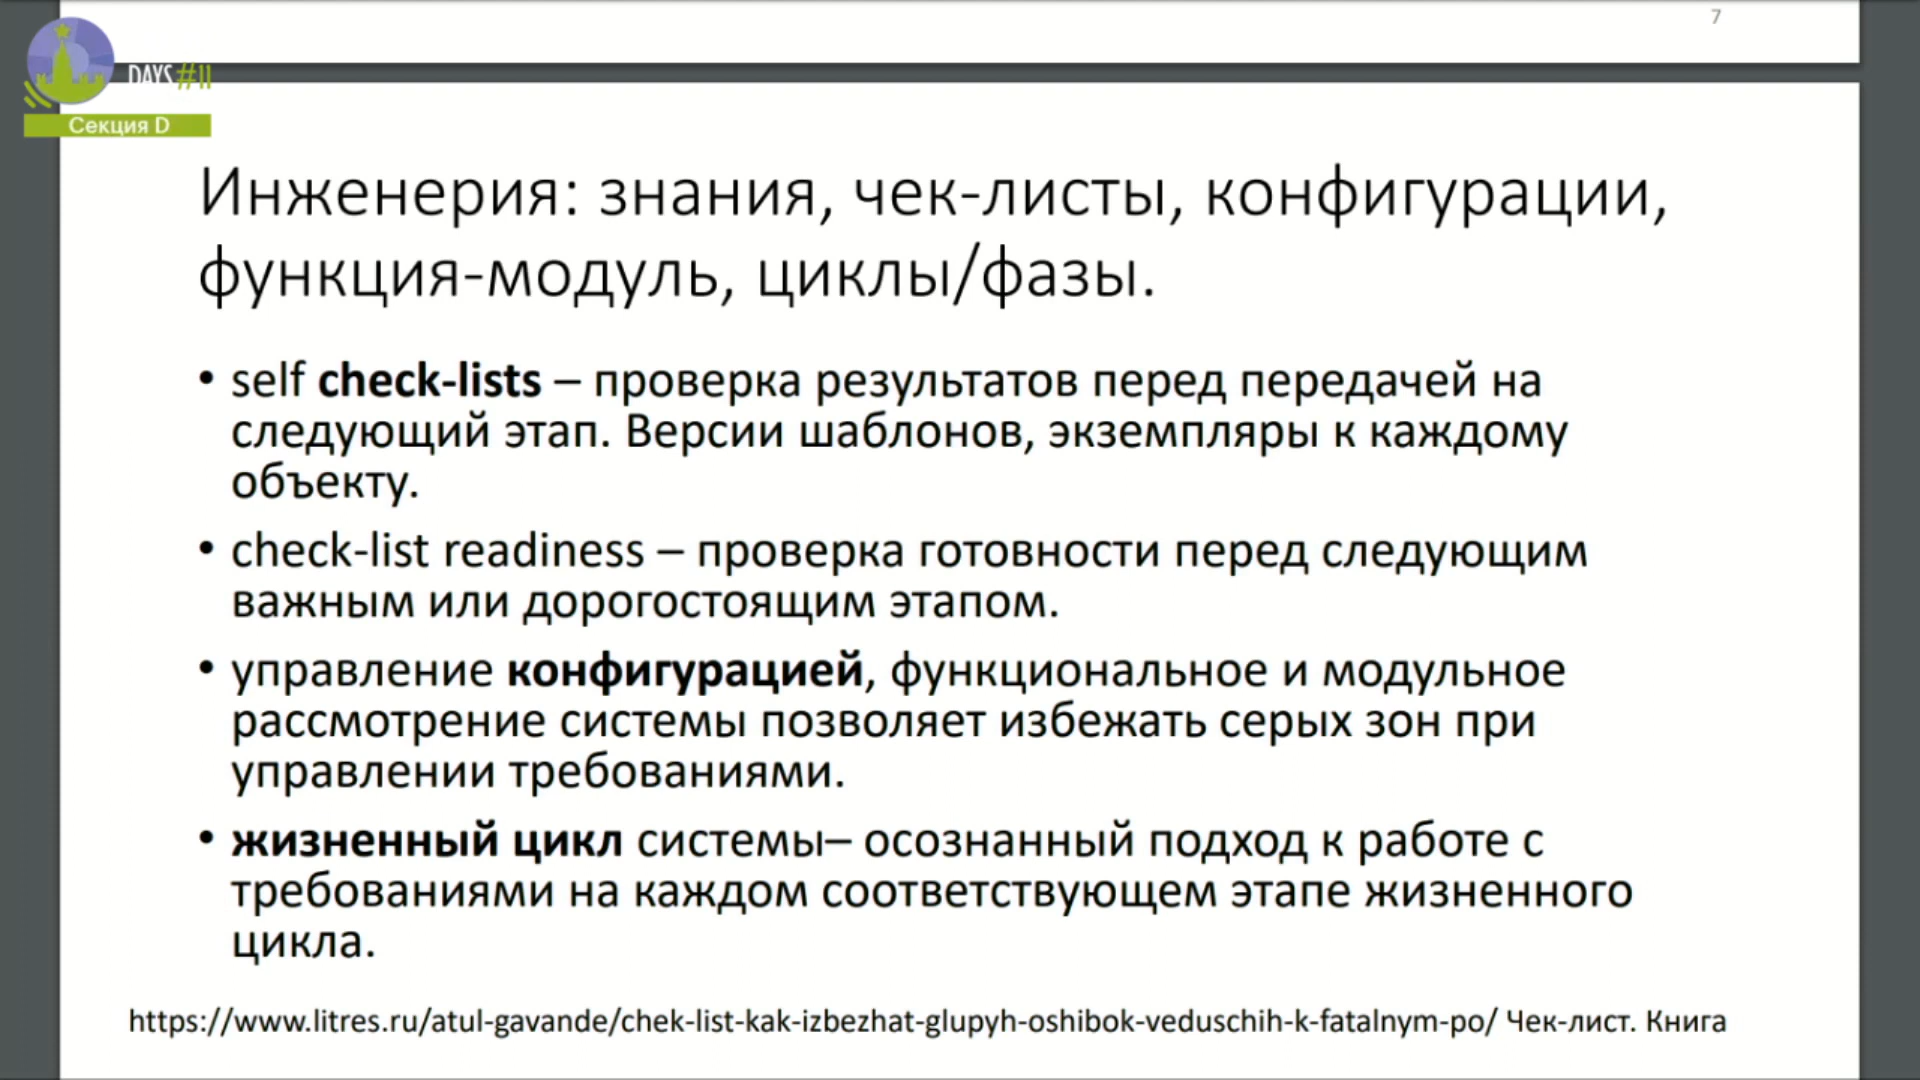 7
DAYS#11
Секция D
Инженерия: знания, чек-листы, конфигурации,
функция-модуль, циклы/фазы.
• self check-lists – проверка результатов перед передачей на
следующий этап. Версии шаблонов, экземпляры к каждому
объекту.
• check-list readiness – проверка готовности перед следующим
важным или дорогостоящим этапом.
• управление конфигурацией, функциональное и модульное
рассмотрение системы позволяет избежать серых зон при
управлении требованиями.
• жизненный цикл системы– осознанный подход к работе с
требованиями на каждом соответствующем этапе жизненного
цикла.
https://www.litres.ru/atul-gavande/chek-list-kak-izbezhat-glupyh-oshibok-veduschih-k-fatalnym-po/ Чек-лист. Книга